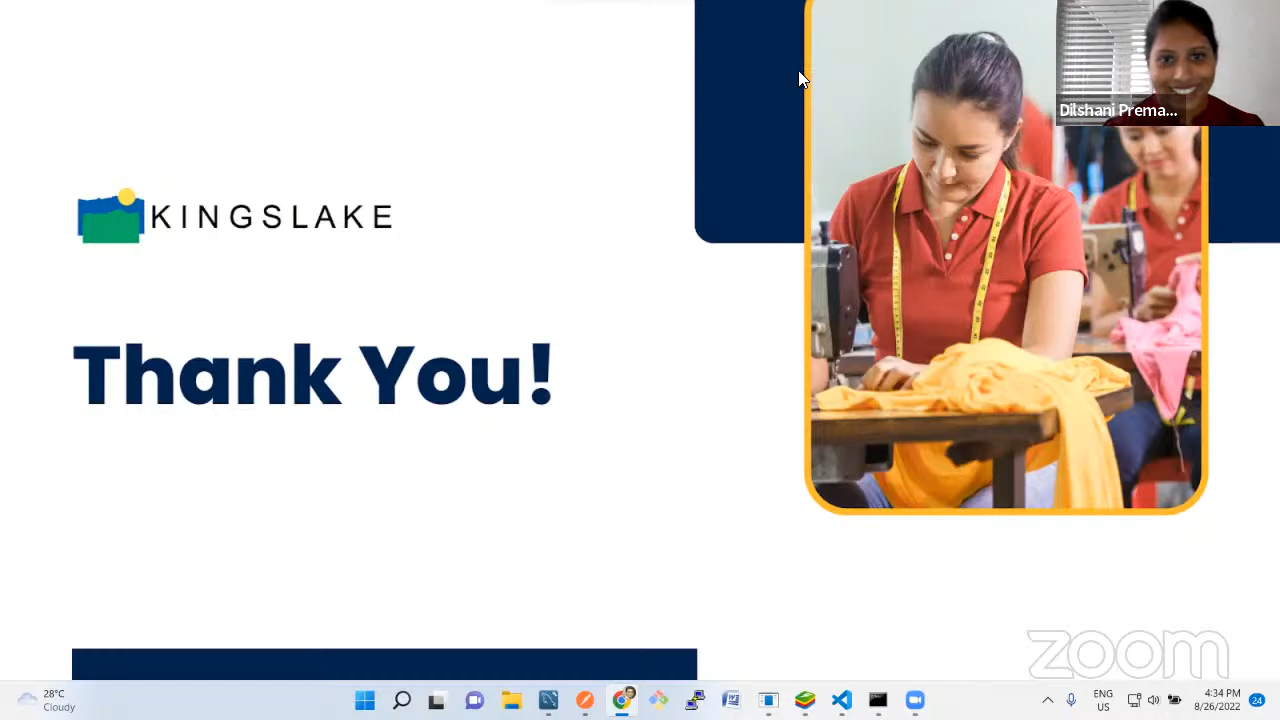 Dilshani Prema...
KINGSLAKE
Thank You!
zoom
28°C
Cloudy
ENG
US
4:34 PM
8/26/2022
24